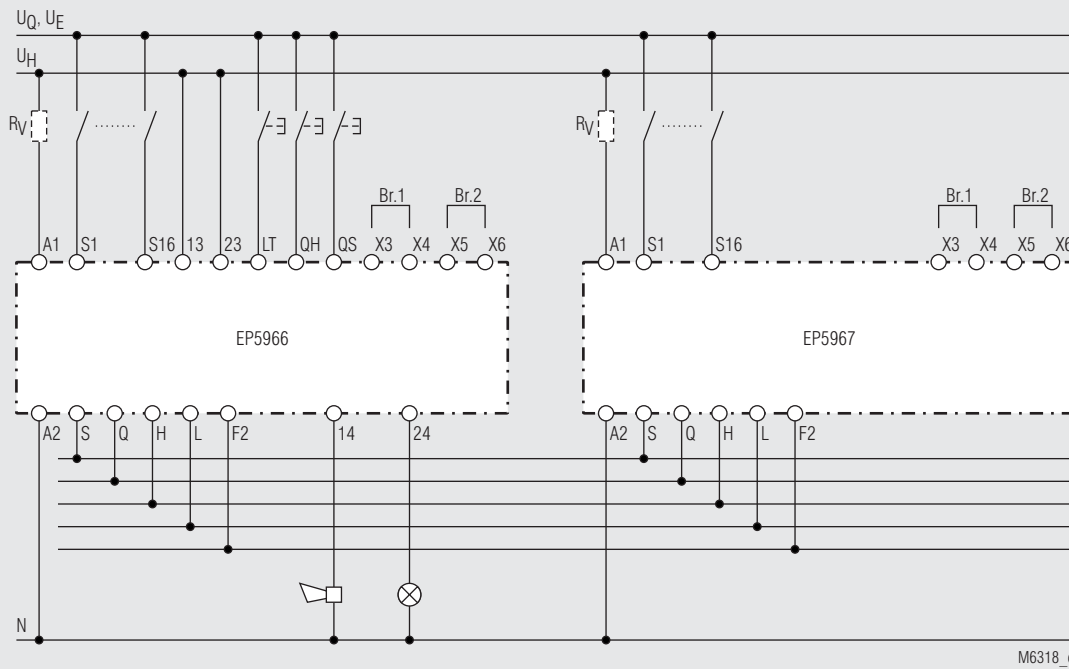 UQ, UE
UH
RV
RV
Br.1 Br.2
Br.1 Br.2
A1 S1 S16 13 23 LT QH QS X3 X4 X5 X6
A1 S1 S16 X3 X4 X5 X6
EP5966
EP5967
A2 S Q H L F2 14 24
A2 S Q H L F2
N
M6318_